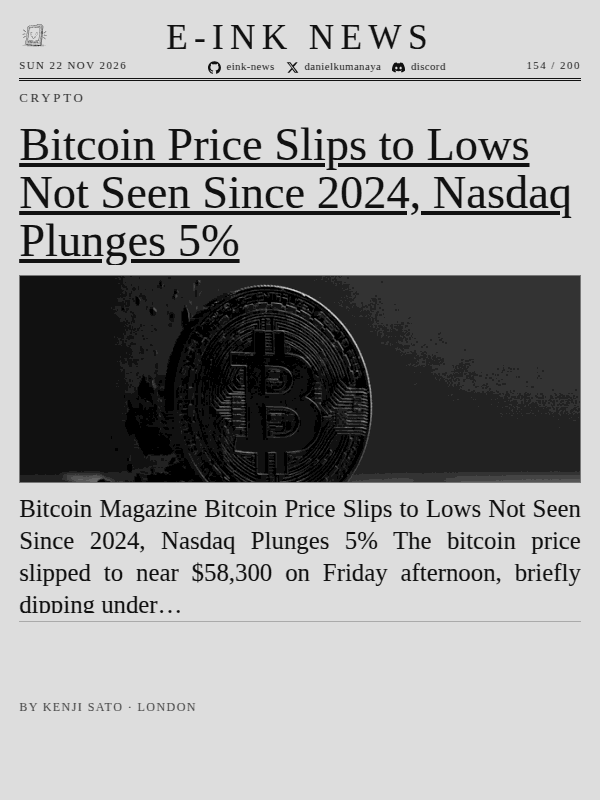 E-INK NEWS
SUN 22 NOV 2026
eink-news
danielkumanaya
discord
154 / 200
CRYPTO
Bitcoin Price Slips to Lows
Not Seen Since 2024, Nasdaq
Plunges 5%
Bitcoin Magazine Bitcoin Price Slips to Lows Not Seen
Since 2024, Nasdaq Plunges 5% The bitcoin price
slipped to near $58,300 on Friday afternoon, briefly
dipping under…
BY KENJI SATO · LONDON